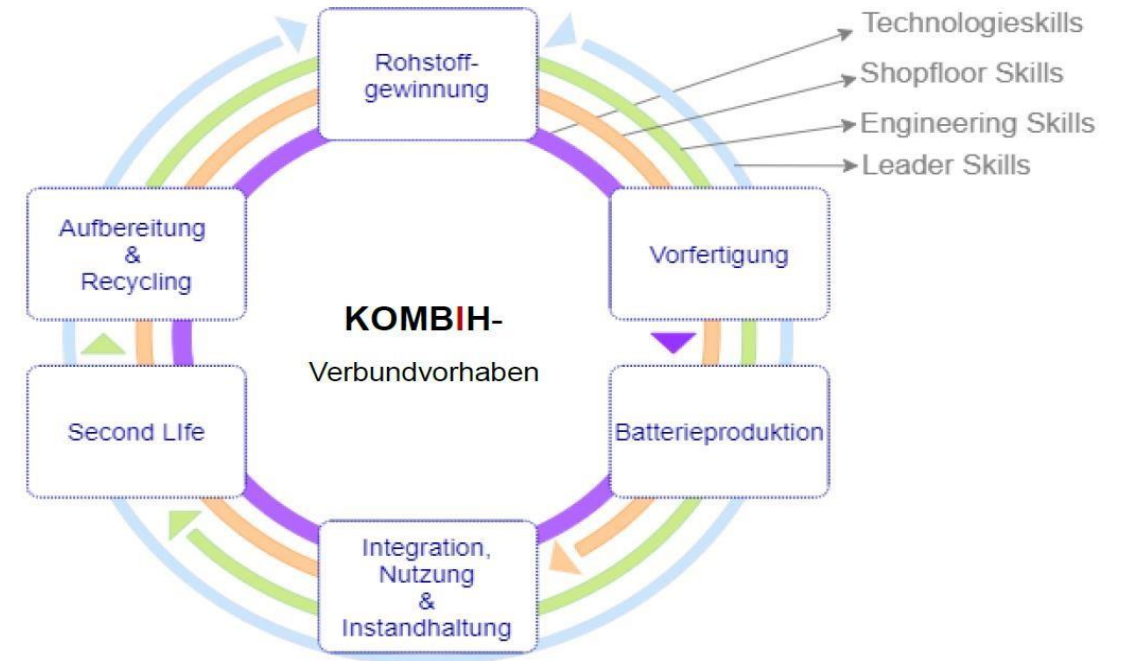 Technologieskills
Shopfloor Skills
Engineering Skills
Leader Skills
Rohstoff-
gewinnung
Vorfertigung
Batterieproduktion
Integration,
Nutzung
&
Instandhaltung
Second LIfe
Aufbereitung
&
Recycling
KOMBIH-
Verbundvorhaben